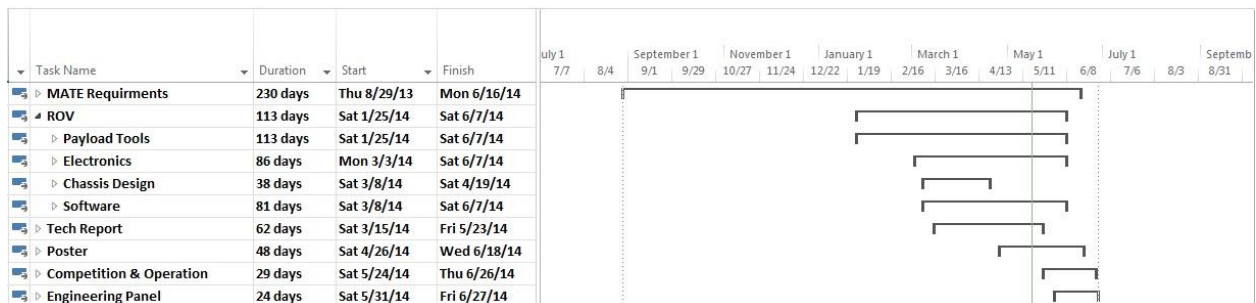 uly 1 September 1 November 1 January 1 March 1 May 1 July 1 Septemb
Task Name Duration Start Finish 7/7 8/4 9/1 9/29 10/27 11/24 12/22 1/19 2/16 3/16 4/13 5/11 6/8 7/6 8/3 8/31
MATE Requirments 230 days Thu 8/29/13 Mon 6/16/14
ROV 113 days Sat 1/25/14 Sat 6/7/14
Payload Tools 113 days Sat 1/25/14 Sat 6/7/14
Electronics 86 days Mon 3/3/14 Sat 6/7/14
Chassis Design 38 days Sat 3/8/14 Sat 4/19/14
Software 81 days Sat 3/8/14 Sat 6/7/14
Tech Report 62 days Sat 3/15/14 Fri 5/23/14
Poster 48 days Sat 4/26/14 Wed 6/18/14
Competition & Operation 29 days Sat 5/24/14 Thu 6/26/14
Engineering Panel 24 days Sat 5/31/14 Fri 6/27/14